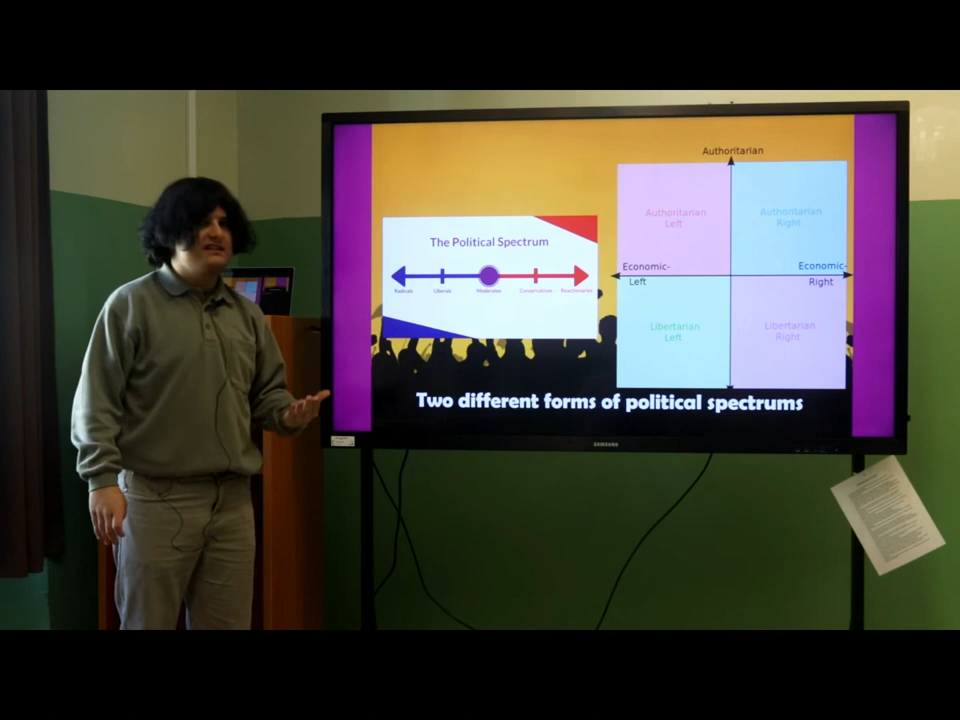 The Political Spectrum
Radicals
Liberals
Moderates
Conservatives
Reactionaries
Authoritarian
Authoritarian
Left
Authoritarian
Right
Economic-
Left
Economic-
Right
Libertarian
Left
Libertarian
Right
Two different forms of political spectrums
SAMSUNG